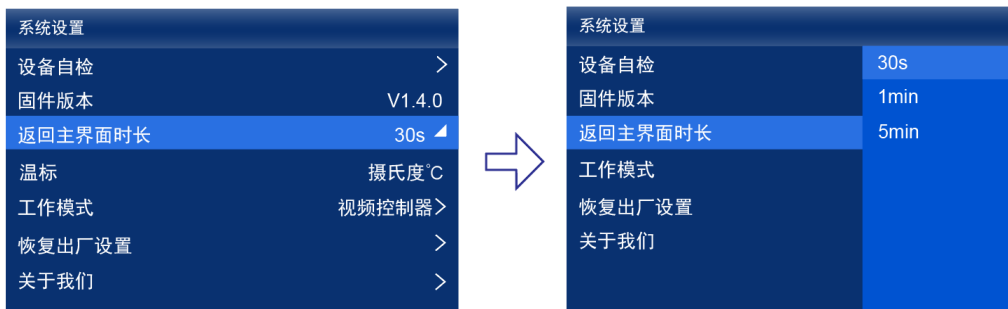 系统设置
设备自检 >
固件版本 V1.4.0
返回主界面时长 30s
温标 摄氏度°C
工作模式 视频控制器>
恢复出厂设置 >
关于我们 >
系统设置
设备自检 30s
固件版本 1min
返回主界面时长 5min
工作模式
恢复出厂设置
关于我们